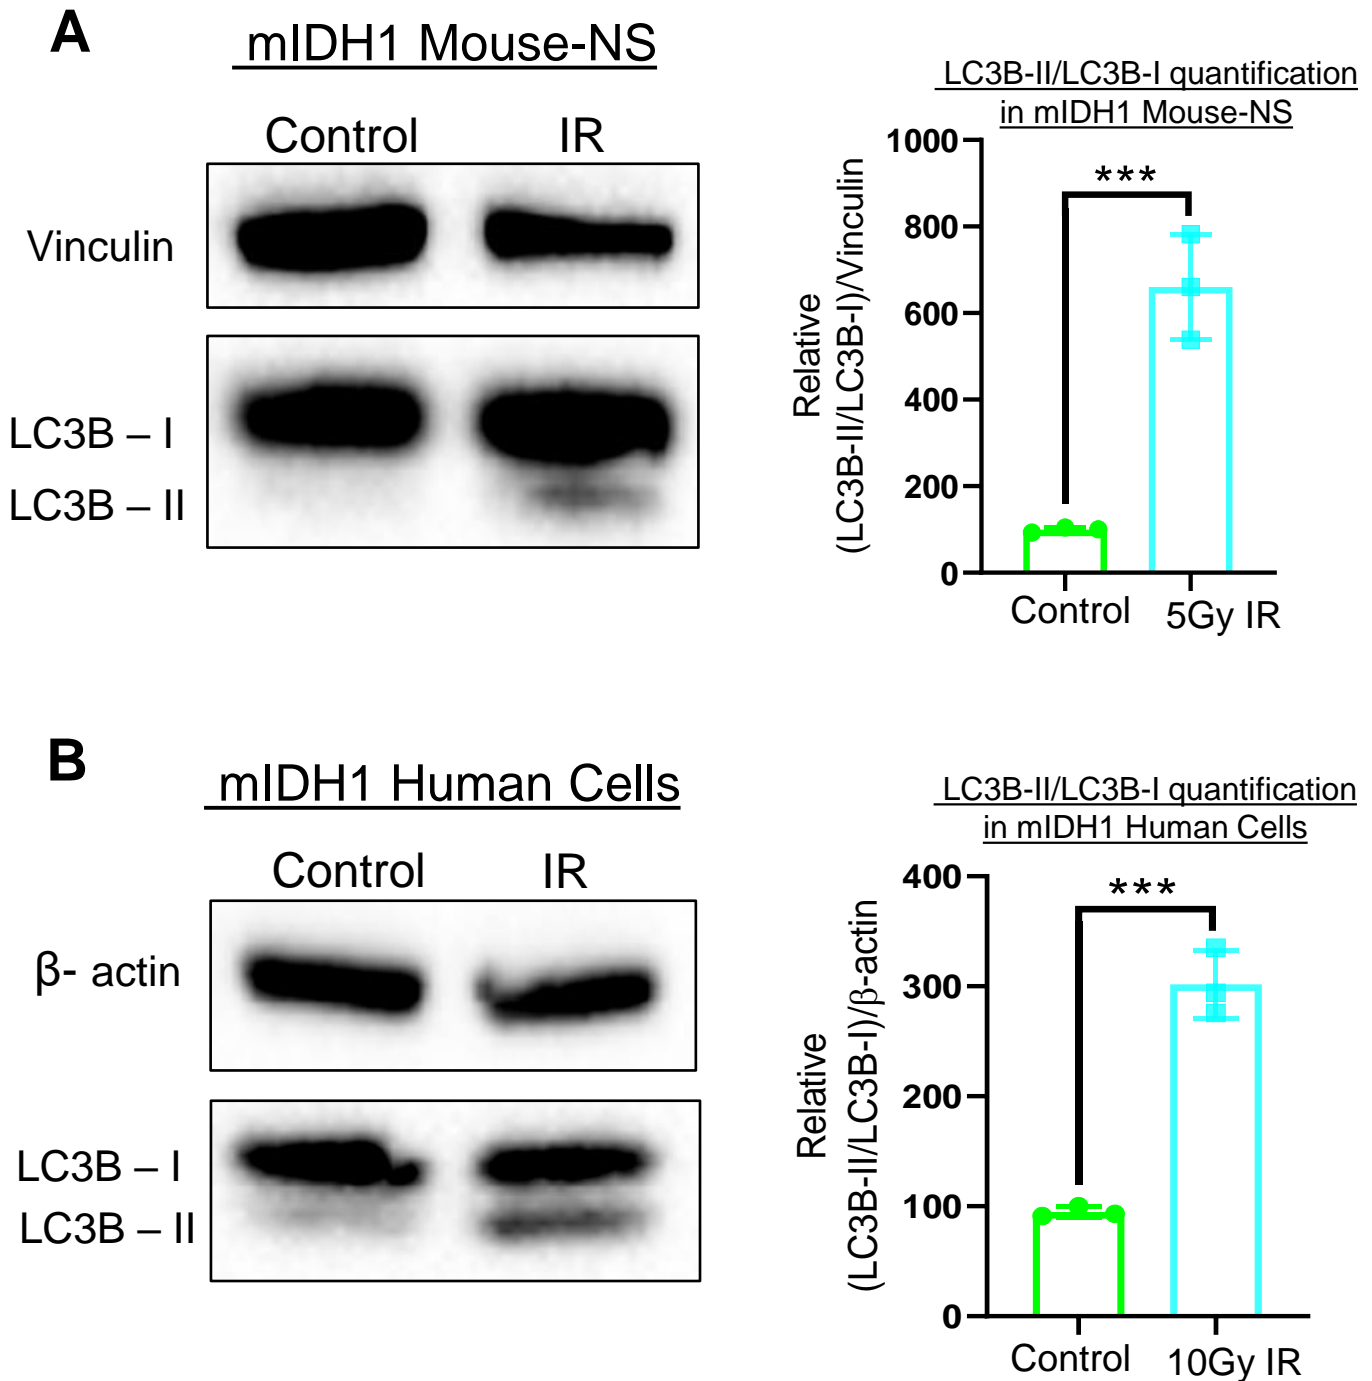 A
mIDH1 Mouse-NS
Control IR
Vinculin
LC3B – I
LC3B – II
LC3B-II/LC3B-I quantification
in mIDH1 Mouse-NS
Relative
(LC3B-II/LC3B-I)/Vinculin
1000
800
600
400
200
0
***
Control 5Gy IR
B
mIDH1 Human Cells
Control IR
β- actin
LC3B – I
LC3B – II
LC3B-II/LC3B-I quantification
in mIDH1 Human Cells
Relative
(LC3B-II/LC3B-I)/β-actin
400
300
200
100
0
***
Control 10Gy IR